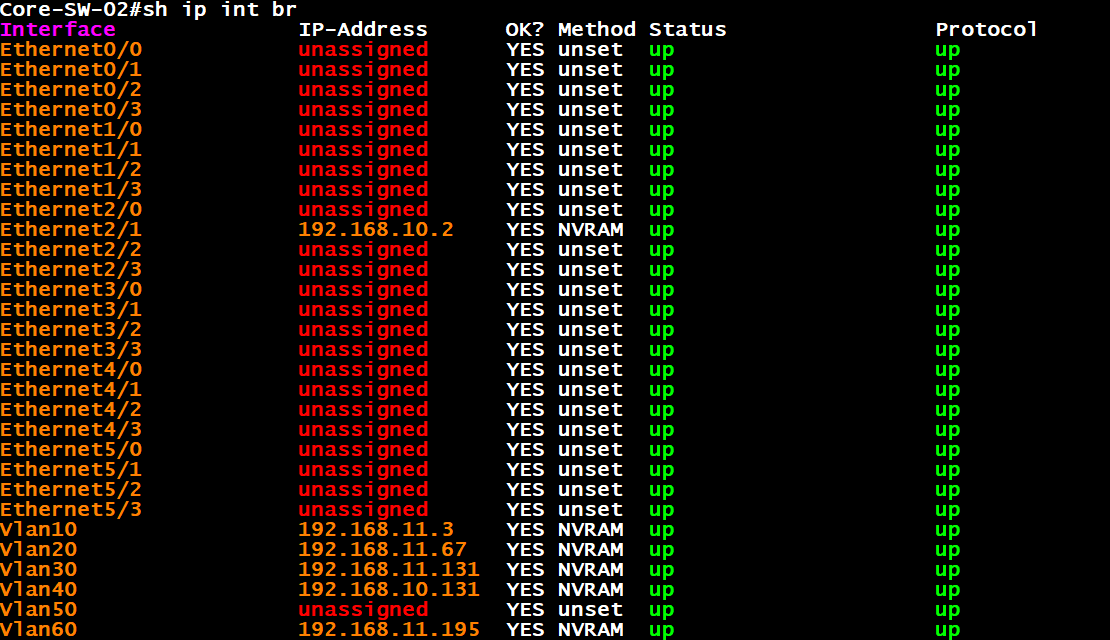 Core-SW-02#sh ip int br
Interface IP-Address OK? Method Status Protocol
Ethernet0/0 unassigned YES unset up up
Ethernet0/1 unassigned YES unset up up
Ethernet0/2 unassigned YES unset up up
Ethernet0/3 unassigned YES unset up up
Ethernet1/0 unassigned YES unset up up
Ethernet1/1 unassigned YES unset up up
Ethernet1/2 unassigned YES unset up up
Ethernet1/3 unassigned YES unset up up
Ethernet2/0 unassigned YES unset up up
Ethernet2/1 192.168.10.2 YES NVRAM up up
Ethernet2/2 unassigned YES unset up up
Ethernet2/3 unassigned YES unset up up
Ethernet3/0 unassigned YES unset up up
Ethernet3/1 unassigned YES unset up up
Ethernet3/2 unassigned YES unset up up
Ethernet3/3 unassigned YES unset up up
Ethernet4/0 unassigned YES unset up up
Ethernet4/1 unassigned YES unset up up
Ethernet4/2 unassigned YES unset up up
Ethernet4/3 unassigned YES unset up up
Ethernet5/0 unassigned YES unset up up
Ethernet5/1 unassigned YES unset up up
Ethernet5/2 unassigned YES unset up up
Ethernet5/3 unassigned YES unset up up
Vlan10 192.168.11.3 YES NVRAM up up
Vlan20 192.168.11.67 YES NVRAM up up
Vlan30 192.168.11.131 YES NVRAM up up
Vlan40 192.168.10.131 YES NVRAM up up
Vlan50 unassigned YES unset up up
Vlan60 192.168.11.195 YES NVRAM up up